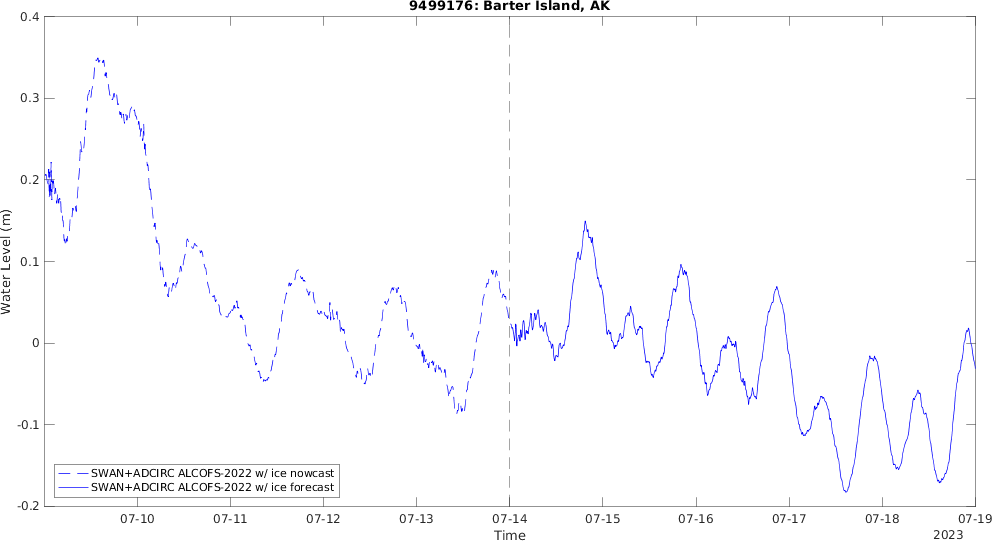 9499176: Barter Island, AK
0.4
0.3
0.2
0.1
0
-0.1
-0.2
Water Level (m)
SWAN+ADCIRC ALCOFS-2022 w/ ice nowcast
SWAN+ADCIRC ALCOFS-2022 w/ ice forecast
07-10 07-11 07-12 07-13 07-14 07-15 07-16 07-17 07-18 07-19
Time
2023